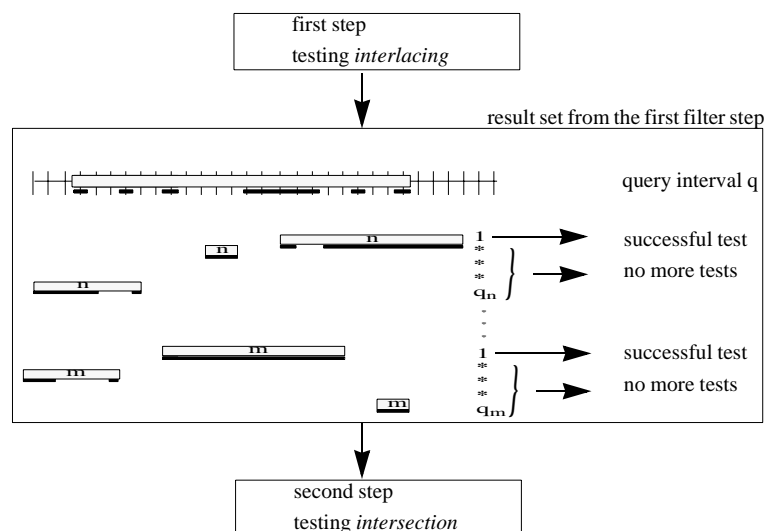 first step
testing interlacing
result set from the first filter step
query interval q
n
1
successful test
n
*
*
no more tests
*
n
qn
.
.
.
m
1
successful test
*
m
*
no more tests
*
m
qm
second step
testing intersection